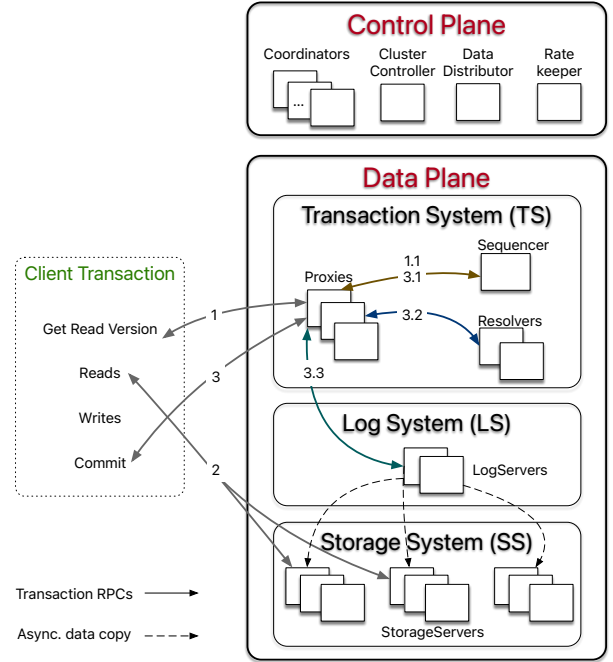 Control Plane
Coordinators
Cluster
Controller
Data
Distributor
Rate
keeper
...
Data Plane
Transaction System (TS)
Sequencer
1.1
3.1
Proxies
3.2
Resolvers
3.3
Client Transaction
Get Read Version
1
Reads
3
Writes
Commit
2
Log System (LS)
LogServers
Storage System (SS)
StorageServers
Transaction RPCs
Async. data copy